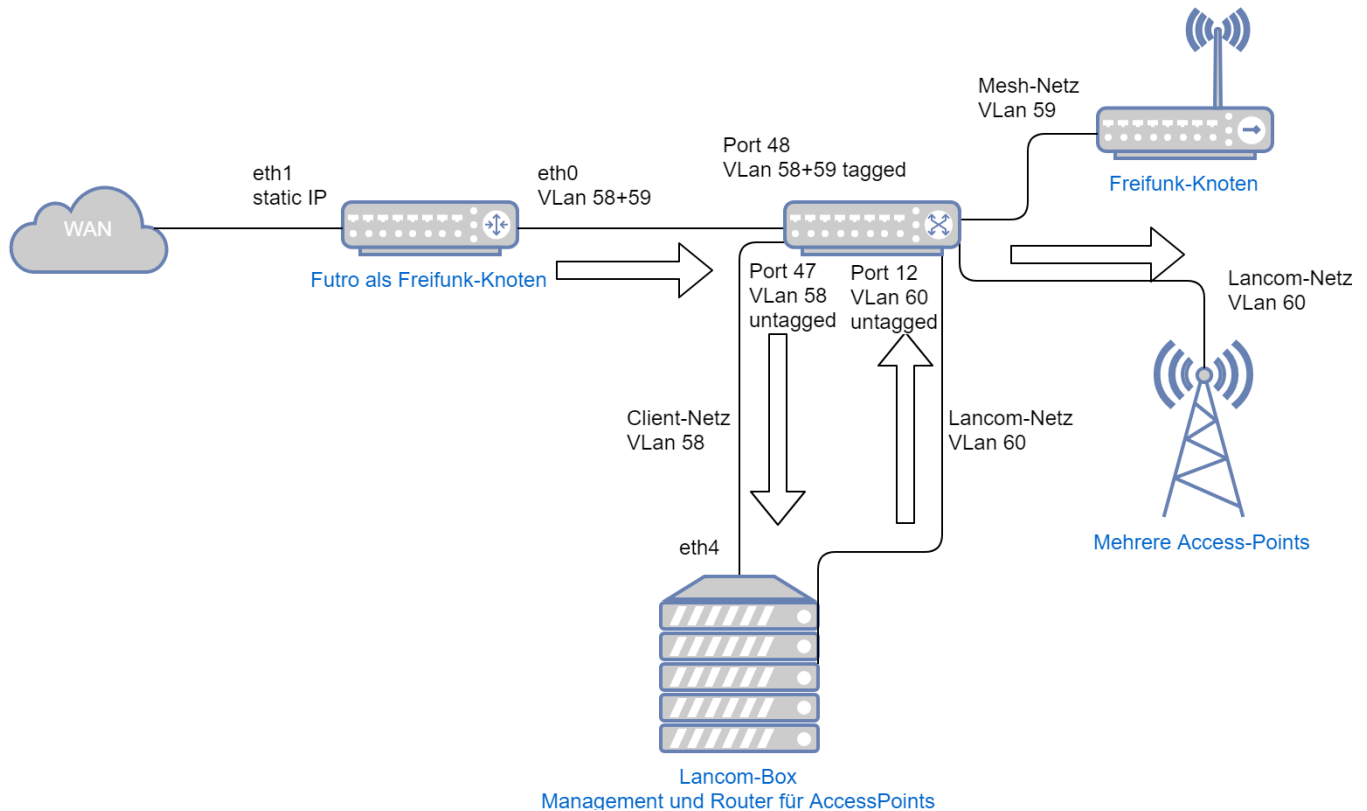 WAN
eth1
static IP
Futro als Freifunk-Knoten
eth0
VLan 58+59
Port 48
VLan 58+59 tagged
Mesh-Netz
VLan 59
Freifunk-Knoten
Port 47
VLan 58
untagged
Port 12
VLan 60
untagged
Lancom-Netz
VLan 60
Client-Netz
VLan 58
Lancom-Netz
VLan 60
Mehrere Access-Points
eth4
Lancom-Box
Management und Router für AccessPoints